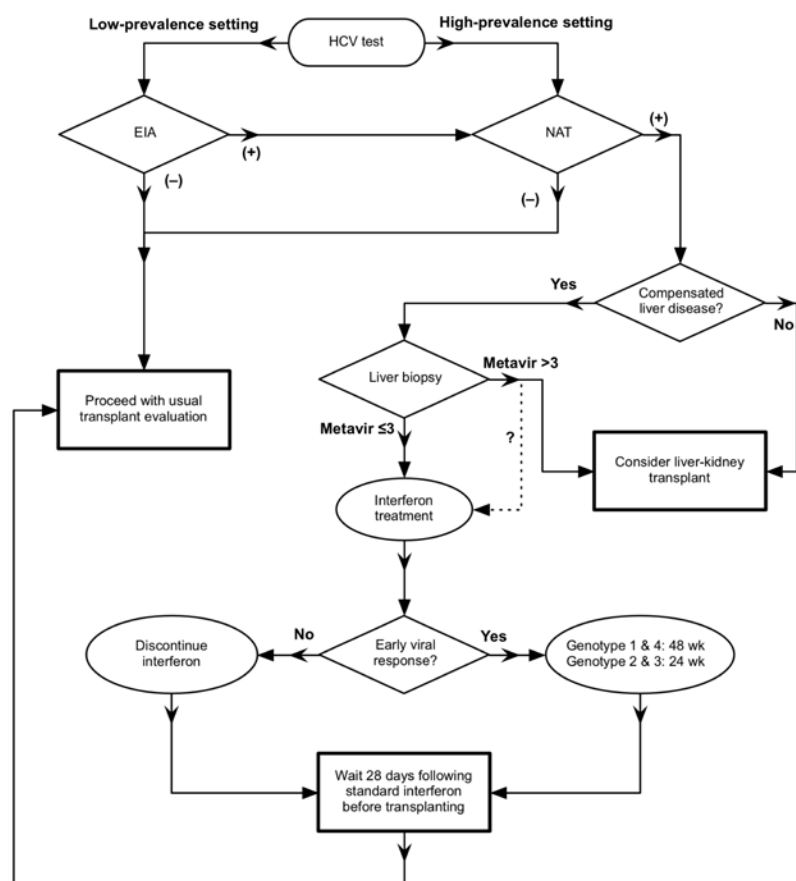 Low-prevalence setting
High-prevalence setting
HCV test
EIA
NAT
(+)
(+)
(–)
(–)
Compensated
liver disease?
Yes
No
Liver biopsy
Metavir >3
Proceed with usual
transplant evaluation
Metavir ≤3
?
Consider liver-kidney
transplant
Interferon
treatment
Discontinue
interferon
No
Early viral
response?
Yes
Genotype 1 & 4: 48 wk
Genotype 2 & 3: 24 wk
Wait 28 days following
standard interferon
before transplanting